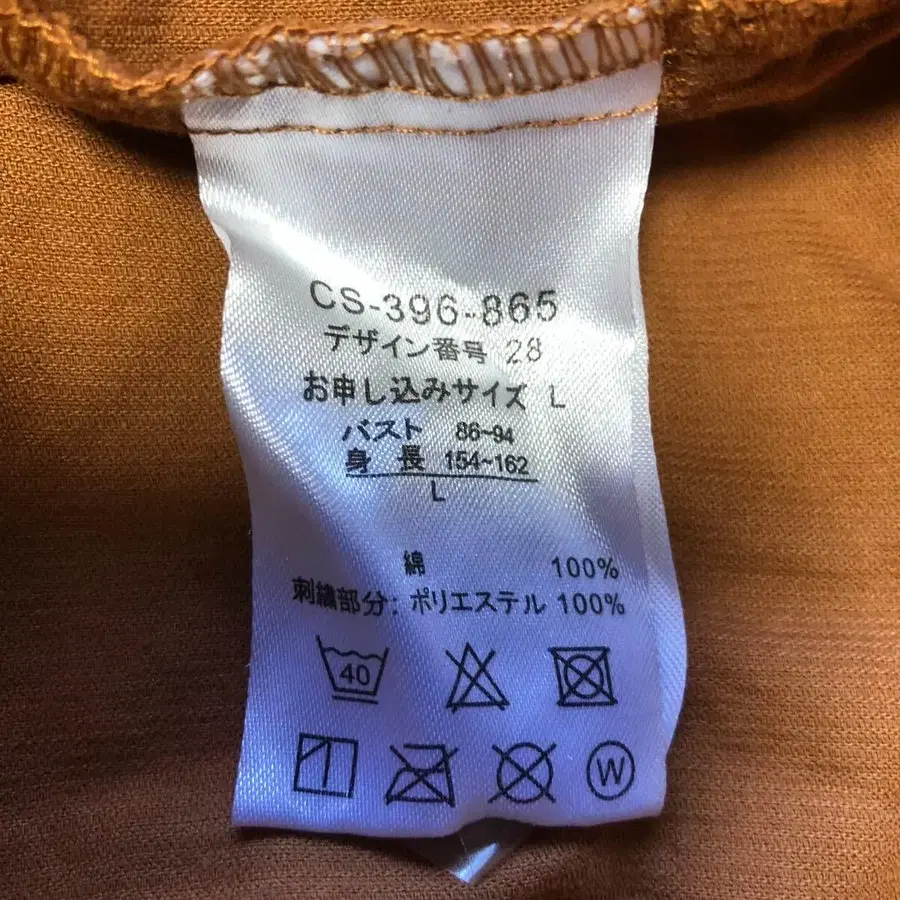 CS-396-865
デザイン番号 28
お申し込みサイズ L
バスト 86-94
身長 154-162
L
綿 100%
刺繍部分: ポリエステル 100%
40
W